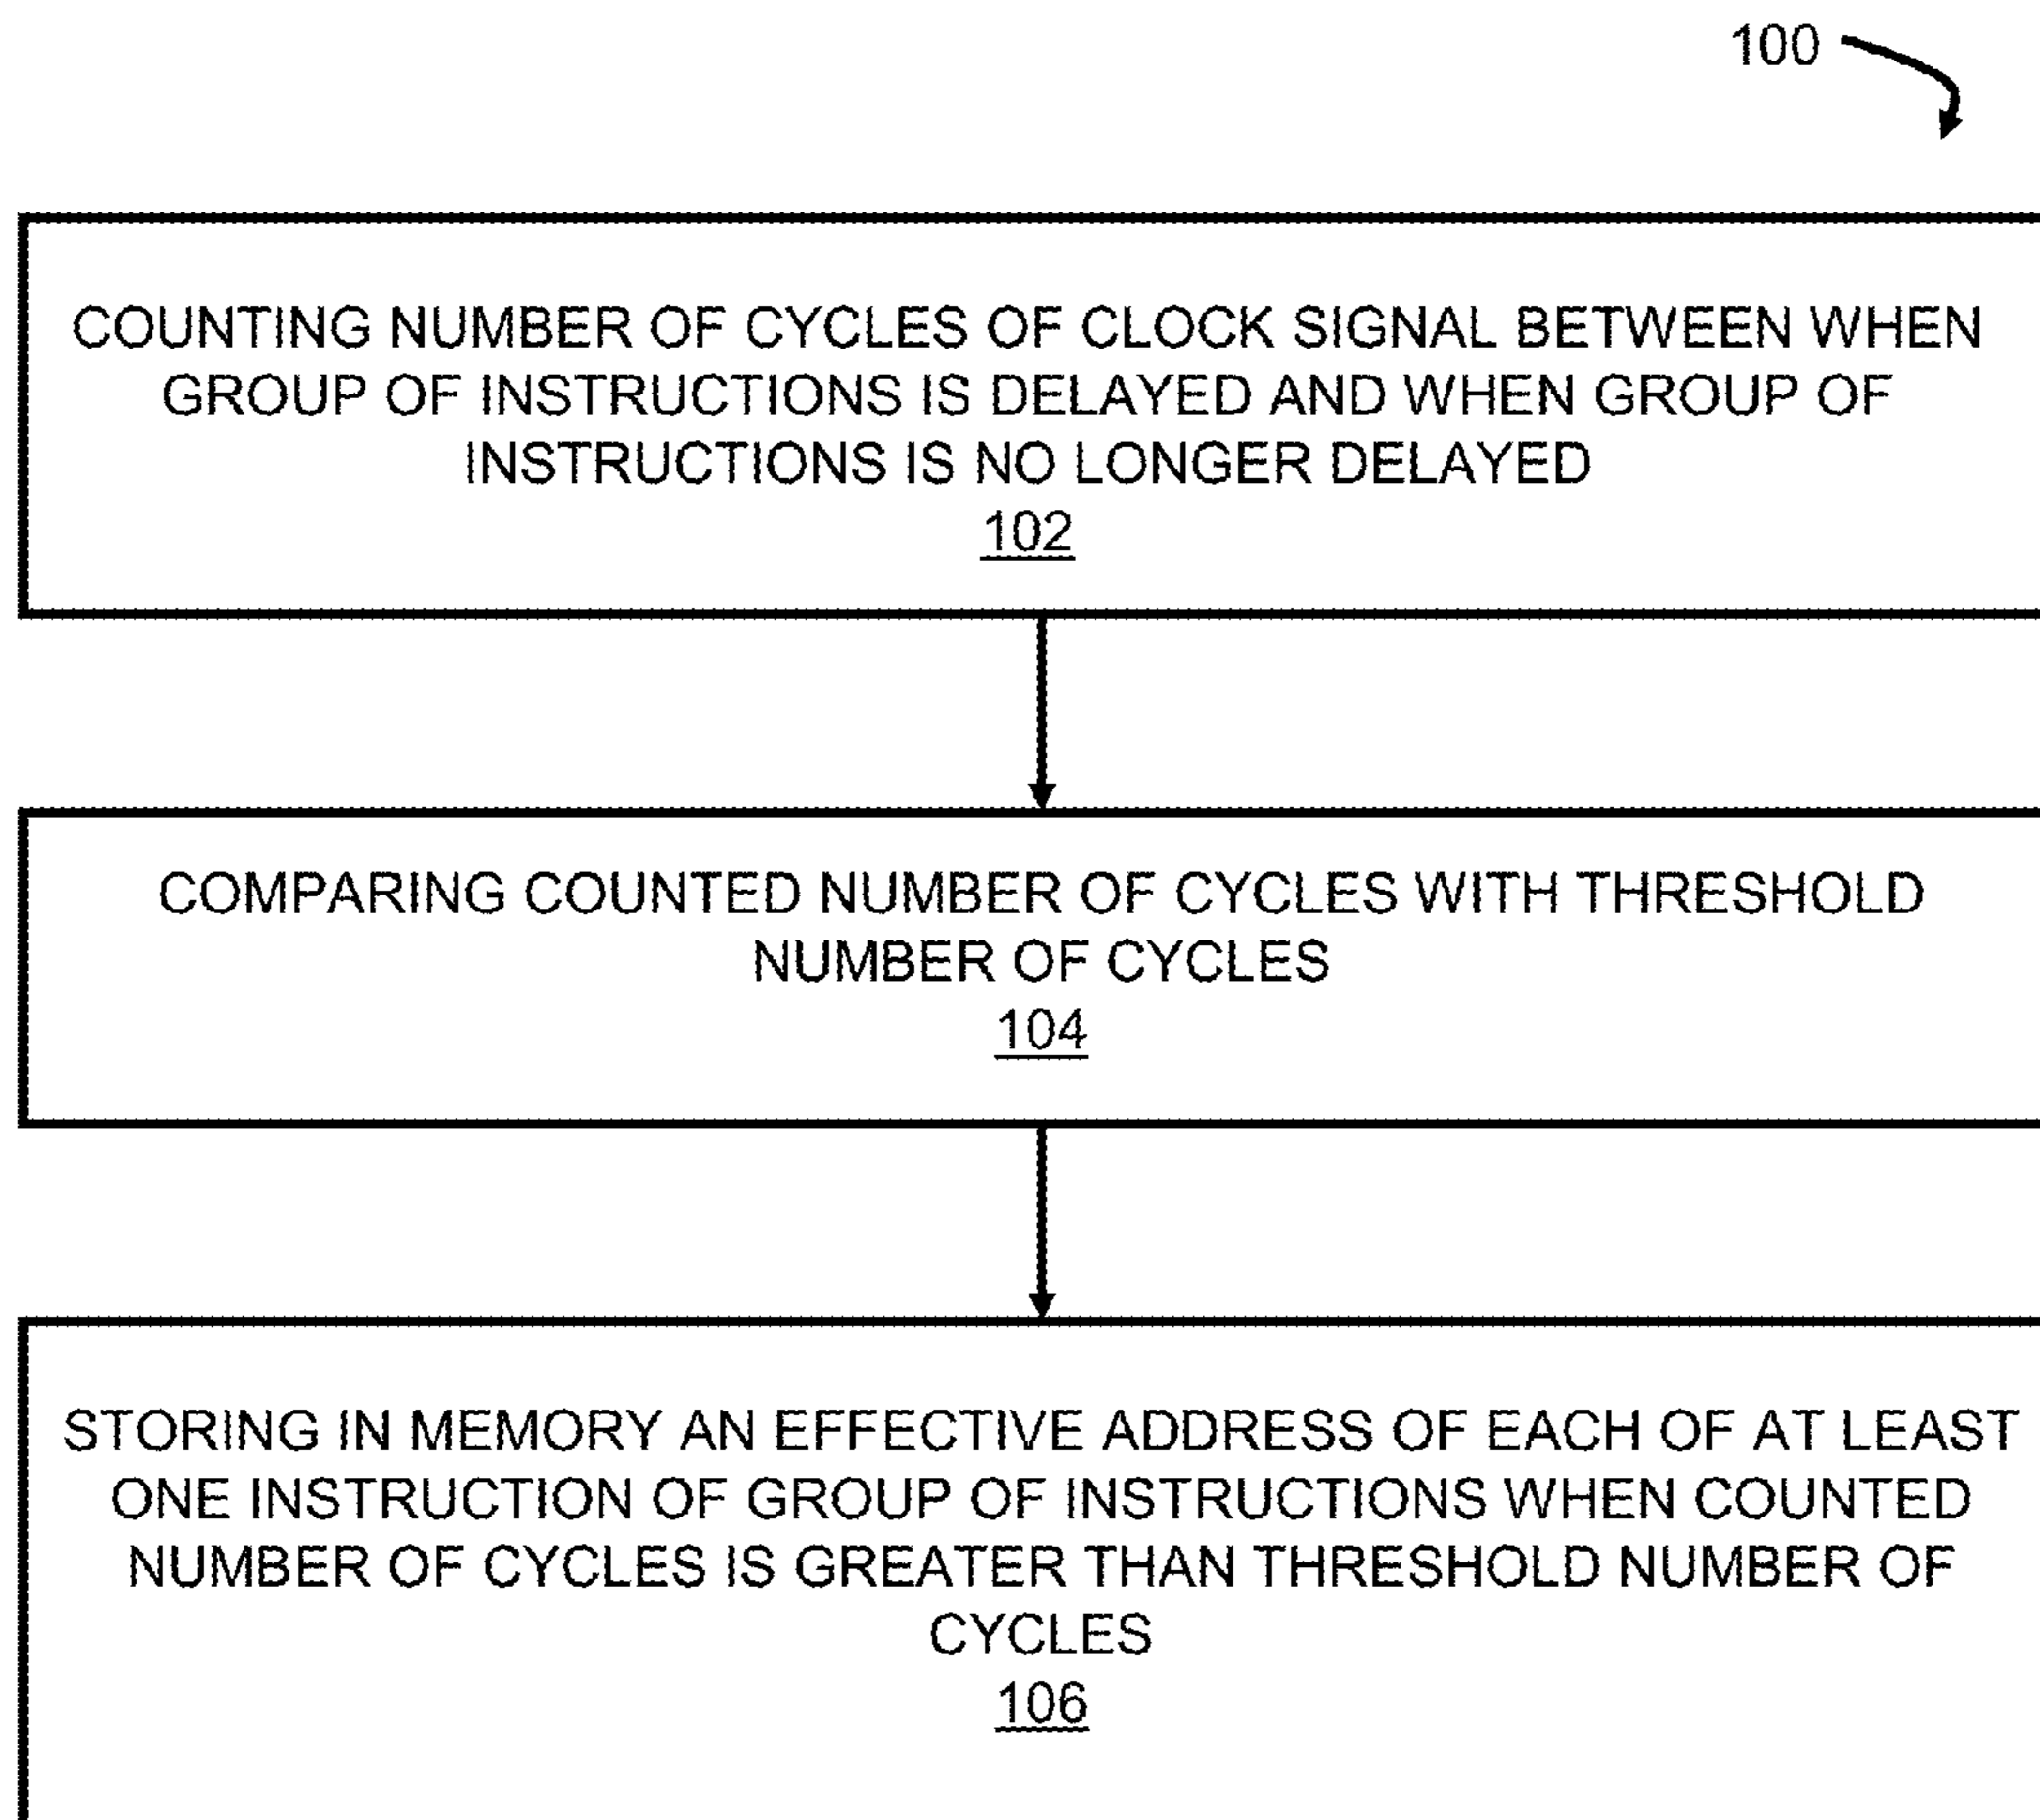 100
COUNTING NUMBER OF CYCLES OF CLOCK SIGNAL BETWEEN WHEN
GROUP OF INSTRUCTIONS IS DELAYED AND WHEN GROUP OF
INSTRUCTIONS IS NO LONGER DELAYED
102
COMPARING COUNTED NUMBER OF CYCLES WITH THRESHOLD
NUMBER OF CYCLES
104
STORING IN MEMORY AN EFFECTIVE ADDRESS OF EACH OF AT LEAST
ONE INSTRUCTION OF GROUP OF INSTRUCTIONS WHEN COUNTED
NUMBER OF CYCLES IS GREATER THAN THRESHOLD NUMBER OF
CYCLES
106